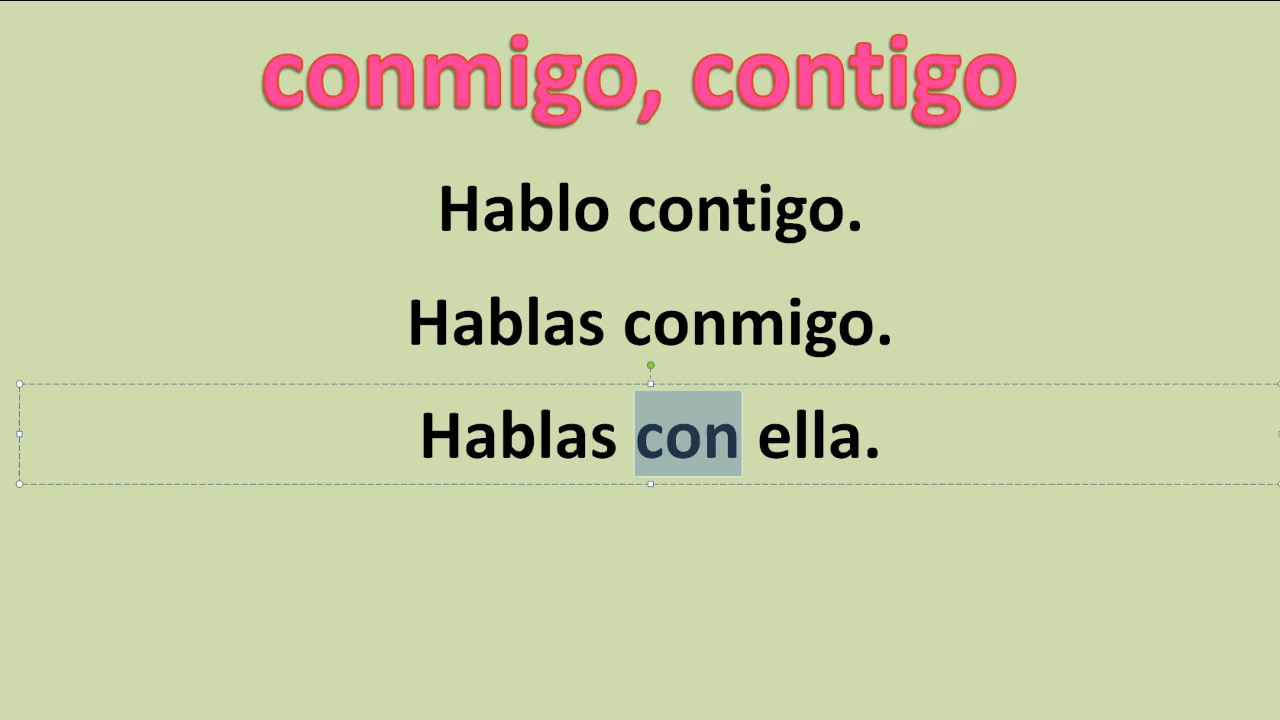 conmigo, contigo
Hablo contigo.
Hablas conmigo.
Hablas con ella.